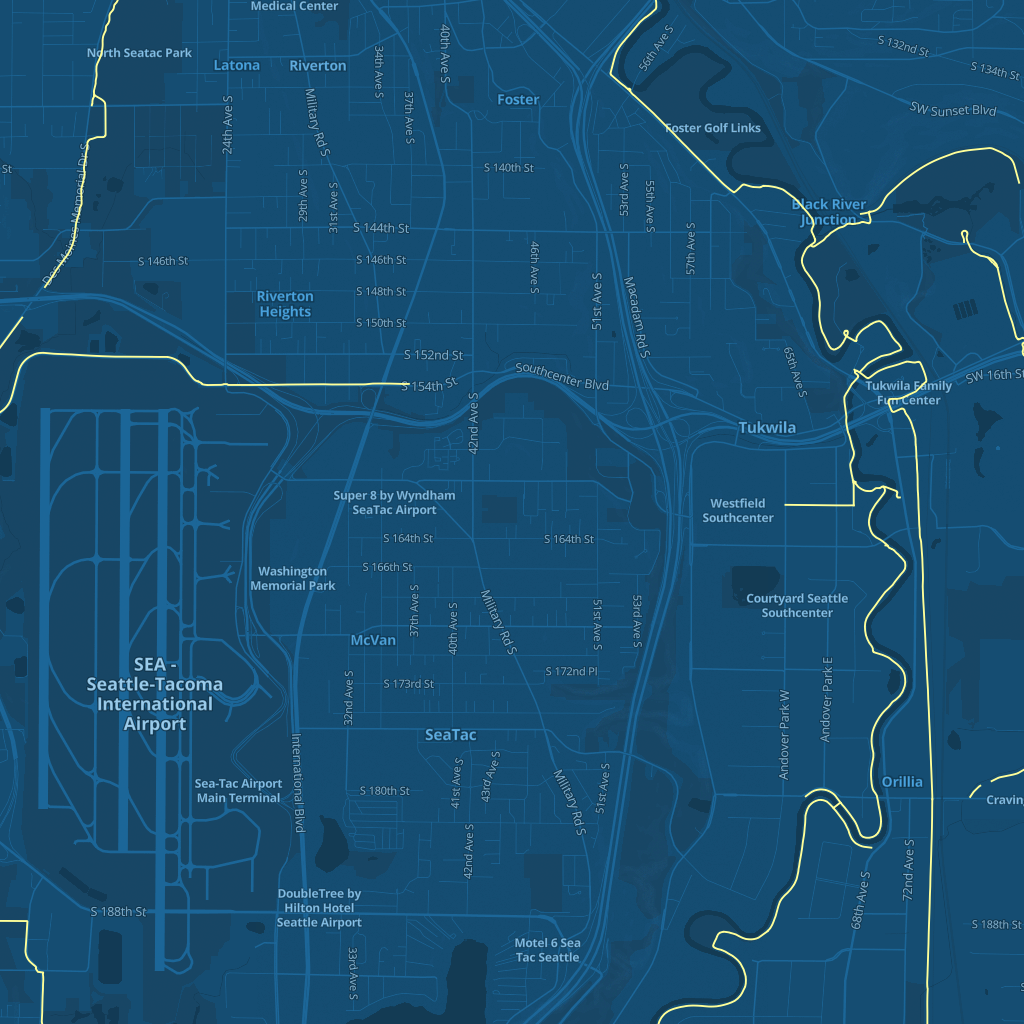 Medical Center
North Seatac Park
40th Ave S
56th Ave S
S 132nd St
34th Ave S
Latona
Riverton
S 134th St
Foster
37th Ave S
SW Sunset Blvd
24th Ave S
Military Rd S
Foster Golf Links
St
S 140th St
29th Ave S
31st Ave S
53rd Ave S
55th Ave S
Des Moines Memorial Dr S
Black River
Junction
S 144th St
57th Ave S
S 146th St
S 146th St
46th Ave S
S 148th St
Riverton
Heights
51st Ave S
Macadam Rd S
S 150th St
S 152nd St
65th Ave S
Southcenter Blvd
S 154th St
SW 16th St
Tukwila Family
Fun Center
42nd Ave S
Tukwila
Super 8 by Wyndham
SeaTac Airport
Westfield
Southcenter
S 164th St
S 164th St
S 166th St
Washington
Memorial Park
Courtyard Seattle
Southcenter
37th Ave S
40th Ave S
Military Rd S
51st Ave S
53rd Ave S
McVan
SEA -
Seattle-Tacoma
International
Airport
S 172nd Pl
S 173rd St
32nd Ave S
Andover Park W
Andover Park E
SeaTac
International Blvd
Sea-Tac Airport
Main Terminal
S 180th St
41st Ave S
43rd Ave S
Military Rd S
51st Ave S
Orillia
Craving
42nd Ave S
72nd Ave S
68th Ave S
DoubleTree by
Hilton Hotel
Seattle Airport
S 188th St
S 188th St
Motel 6 Sea
Tac Seattle
33rd Ave S